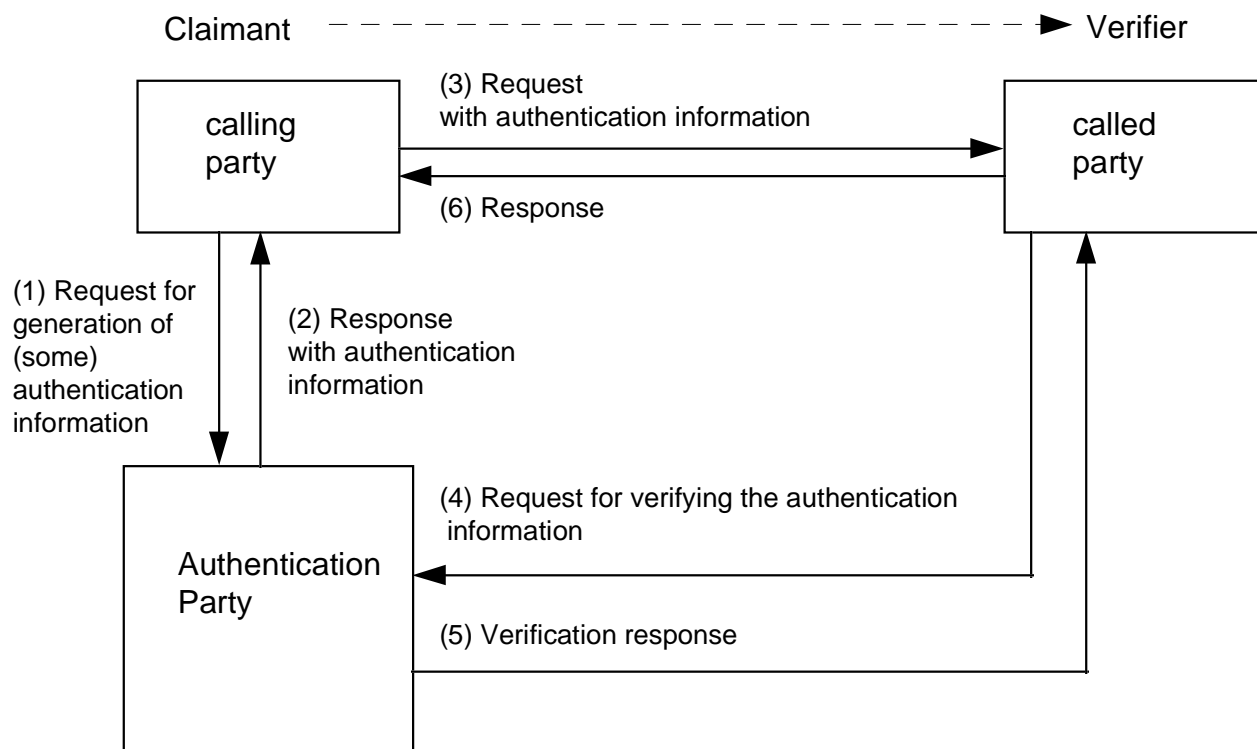 Claimant
Verifier
calling
party
(3) Request
with authentication information
called
party
(6) Response
(1) Request for
generation of
(some)
authentication
information
(2) Response
with authentication
information
Authentication
Party
(4) Request for verifying the authentication
information
(5) Verification response